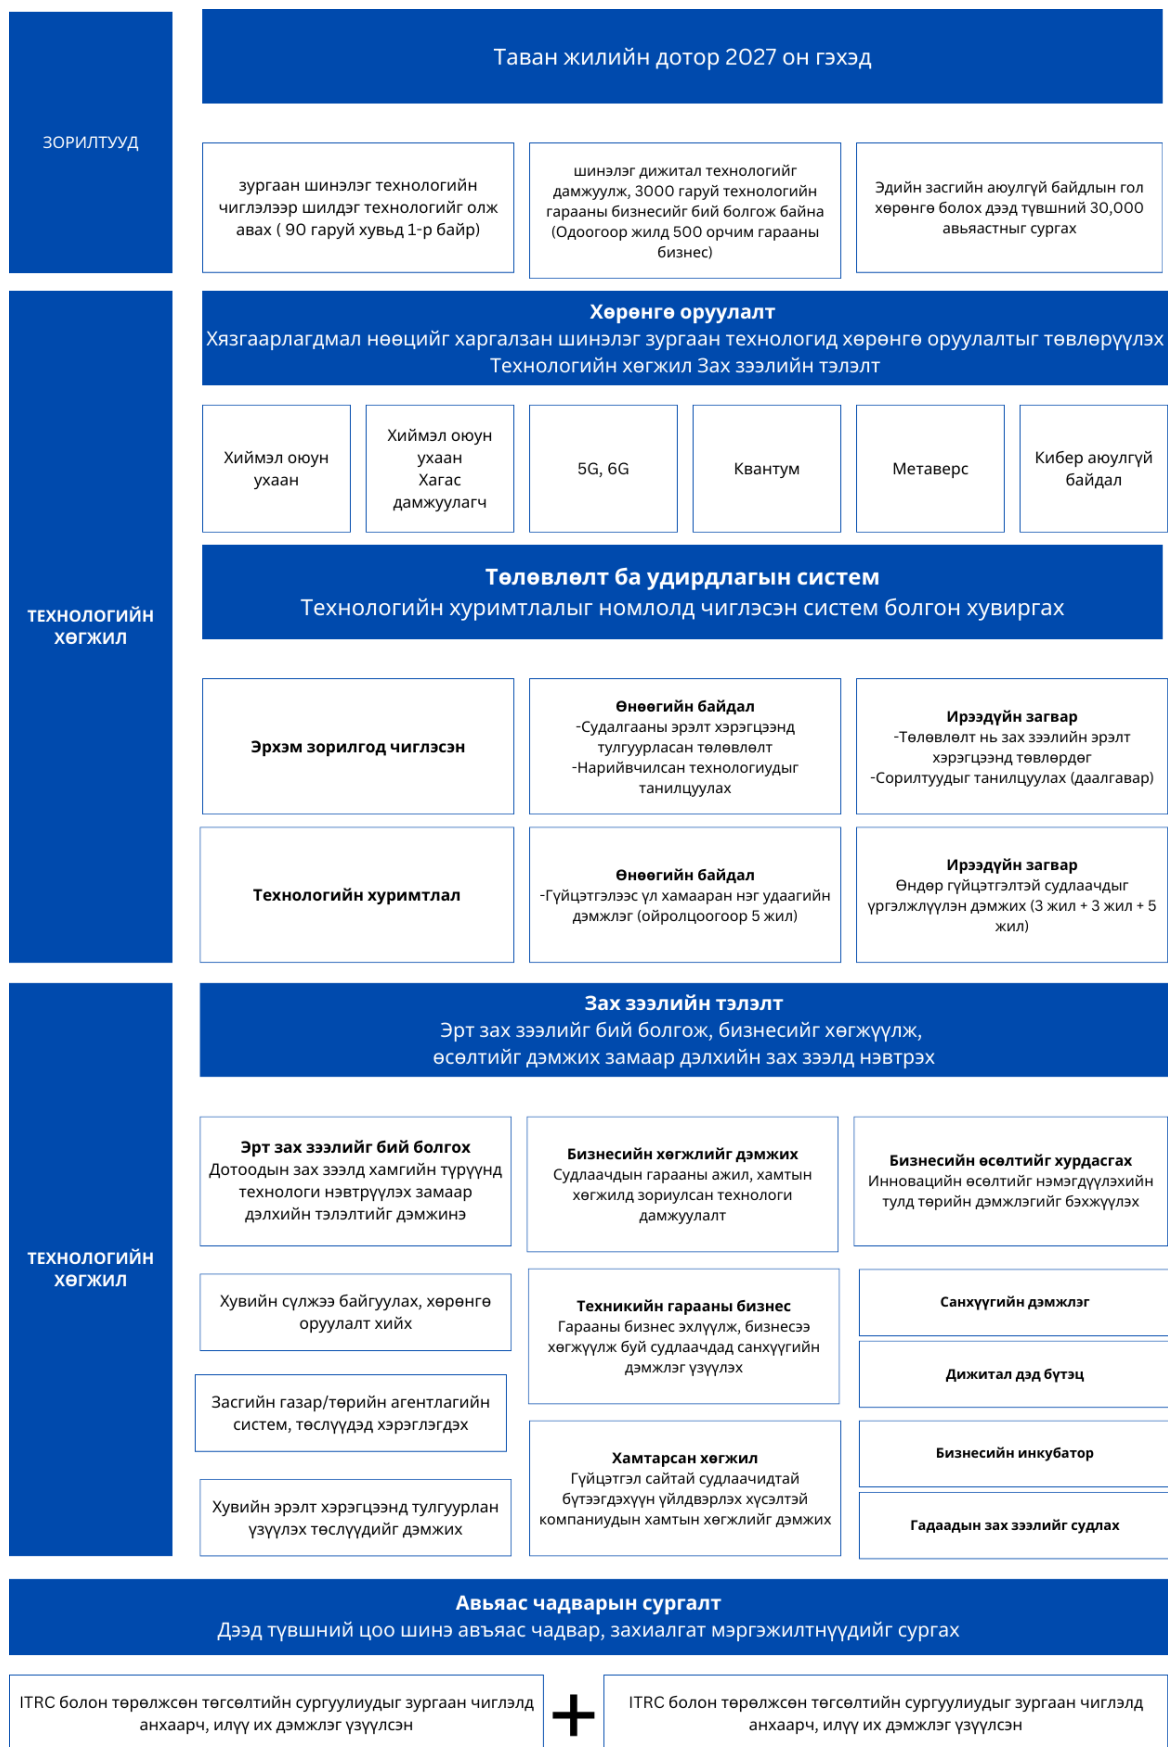 ЗОРИЛТУУД
Таван жилийн дотор 2027 он гэхэд
зургаан шинэлэг технологийн
чиглэлээр шилдэг технологийг олж
авах ( 90 гаруй хувьд 1-р байр)
шинэлэг дижитал технологийг
дамжуулж, 3000 гаруй технологийн
гарааны бизнесийг бий болгож байна
(Одоогоор жилд 500 орчим гарааны
бизнес)
Эдийн засгийн аюулгүй байдлын гол
хөрөнгө болох дээд түвшний 30,000
авьяастныг сургах
ТЕХНОЛОГИЙН
ХӨГЖИЛ
Хөрөнгө оруулалт
Хязгаарлагдмал нөөцийг харгалзан шинэлэг зургаан технологид хөрөнгө оруулалтыг төвлөрүүлэх
Технологийн хөгжил Зах зээлийн тэлэлт
Хиймэл оюун
ухаан
Хиймэл оюун
ухаан
Хагас
дамжуулагч
5G, 6G
Квантум
Метаверс
Кибер аюулгүй
байдал
Төлөвлөлт ба удирдлагын систем
Технологийн хуримтлалыг номлолд чиглэсэн систем болгон хувиргах
Эрхэм зорилгод чиглэсэн
Өнөөгийн байдал
-Судалгааны эрэлт хэрэгцээнд
тулгуурласан төлөвлөлт
-Нарийвчилсан технологиудыг
танилцуулах
Ирээдүйн загвар
-Төлөвлөлт нь зах зээлийн эрэлт
хэрэгцээнд төвлөрдөг
-Сорилтуудыг танилцуулах (даалгавар)
Технологийн хуримтлал
Өнөөгийн байдал
-Гүйцэтгэлээс үл хамааран нэг удаагийн
дэмжлэг (ойролцоогоор 5 жил)
Ирээдүйн загвар
Өндөр гүйцэтгэлтэй судлаачдыг
үргэлжлүүлэн дэмжих (3 жил + 3 жил + 5
жил)
ТЕХНОЛОГИЙН
ХӨГЖИЛ
Зах зээлийн тэлэлт
Эрт зах зээлийг бий болгож, бизнесийг хөгжүүлж,
өсөлтийг дэмжих замаар дэлхийн зах зээлд нэвтрэх
Эрт зах зээлийг бий болгох
Дотоодын зах зээлд хамгийн түрүүнд
технологи нэвтрүүлэх замаар
дэлхийн тэлэлтийг дэмжинэ
Бизнесийн хөгжлийг дэмжих
Судлаачдын гарааны ажил, хамтын
хөгжилд зориулсан технологи
дамжуулалт
Бизнесийн өсөлтийг хурдасгах
Инновацийн өсөлтийг нэмэгдүүлэхийн
тулд төрийн дэмжлэгийг бэхжүүлэх
Хувийн сүлжээ байгуулах, хөрөнгө
оруулалт хийх
Засгийн газар/төрийн агентлагийн
систем, төслүүдэд хэрэглэгдэх
Хувийн эрэлт хэрэгцээнд тулгуурлан
үзүүлэх төслүүдийг дэмжих
Техникийн гарааны бизнес
Гарааны бизнес эхлүүлж, бизнесээ
хөгжүүлж буй судлаачдад санхүүгийн
дэмжлэг үзүүлэх
Хамтарсан хөгжил
Гүйцэтгэл сайтай судлаачидтай
бүтээгдэхүүн үйлдвэрлэх хүсэлтэй
компаниудын хамтын хөгжлийг дэмжих
Санхүүгийн дэмжлэг
Дижитал дэд бүтэц
Бизнесийн инкубатор
Гадаадын зах зээлийг судлах
Авьяас чадварын сургалт
Дээд түвшний цоо шинэ авъяас чадвар, захиалгат мэргэжилтнүүдийг сургах
ITRC болон төрөлжсөн төгсөлтийн сургуулиудыг зургаан чиглэлд
анхаарч, илүү их дэмжлэг үзүүлсэн
+
ITRC болон төрөлжсөн төгсөлтийн сургуулиудыг зургаан чиглэлд
анхаарч, илүү их дэмжлэг үзүүлсэн